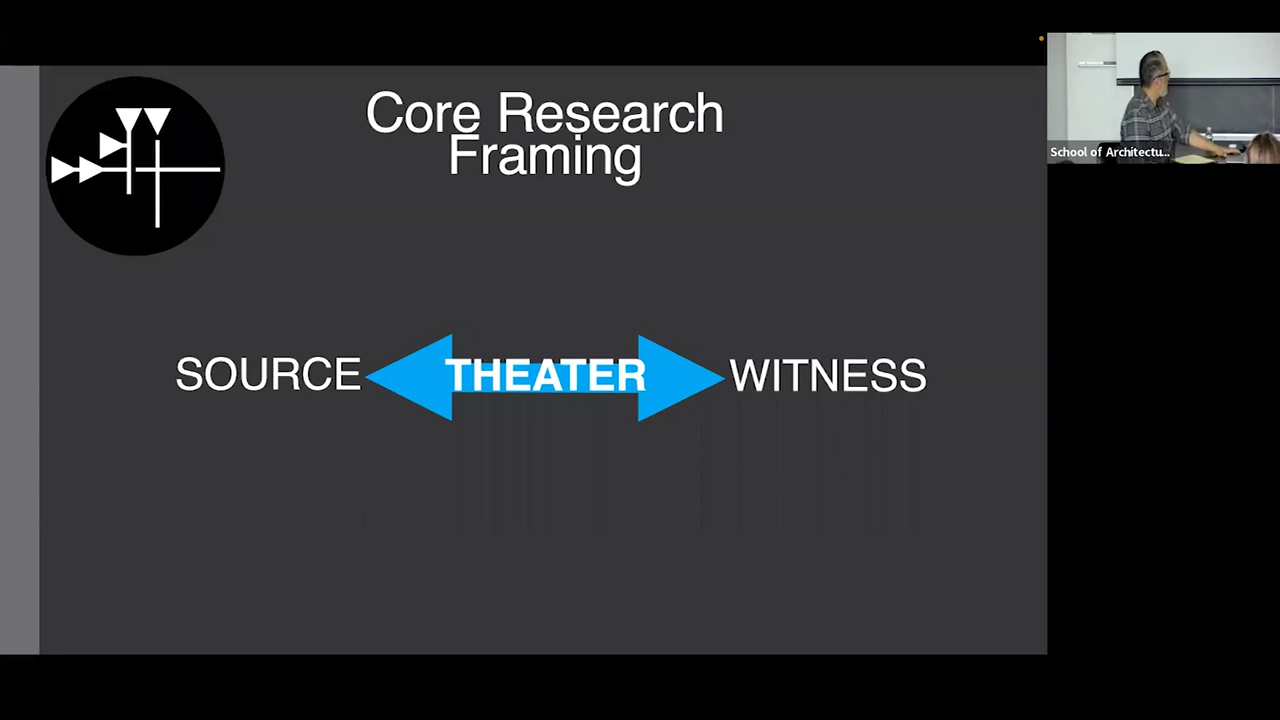 Core Research
Framing
SOURCE THEATER WITNESS
School of Architectu...